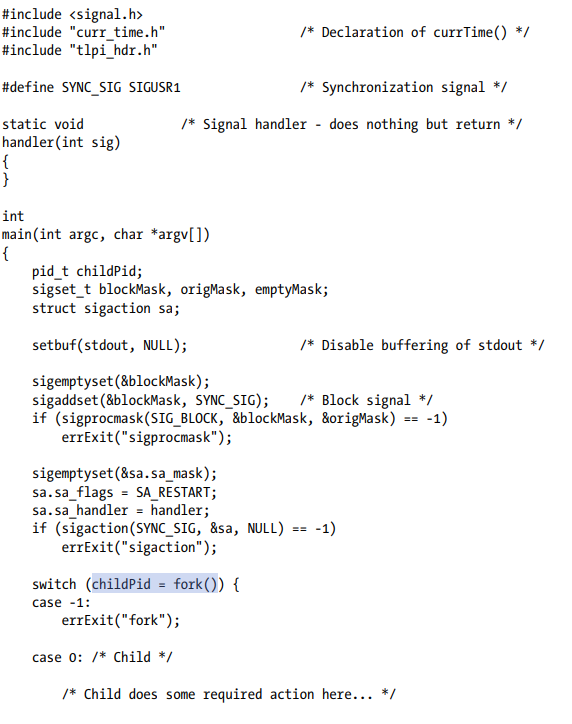 #include <signal.h>
#include "curr_time.h"                  /* Declaration of currTime() */
#include "tlpi_hdr.h"

#define SYNC_SIG SIGUSR1                /* Synchronization signal */

static void             /* Signal handler - does nothing but return */
handler(int sig)
{
}

int
main(int argc, char *argv[])
{
    pid_t childPid;
    sigset_t blockMask, origMask, emptyMask;
    struct sigaction sa;

    setbuf(stdout, NULL);               /* Disable buffering of stdout */

    sigemptyset(&blockMask);
    sigaddset(&blockMask, SYNC_SIG);    /* Block signal */
    if (sigprocmask(SIG_BLOCK, &blockMask, &origMask) == -1)
        errExit("sigprocmask");

    sigemptyset(&sa.sa_mask);
    sa.sa_flags = SA_RESTART;
    sa.sa_handler = handler;
    if (sigaction(SYNC_SIG, &sa, NULL) == -1)
        errExit("sigaction");

    switch (childPid = fork()) {
    case -1:
        errExit("fork");

    case 0: /* Child */

        /* Child does some required action here... */